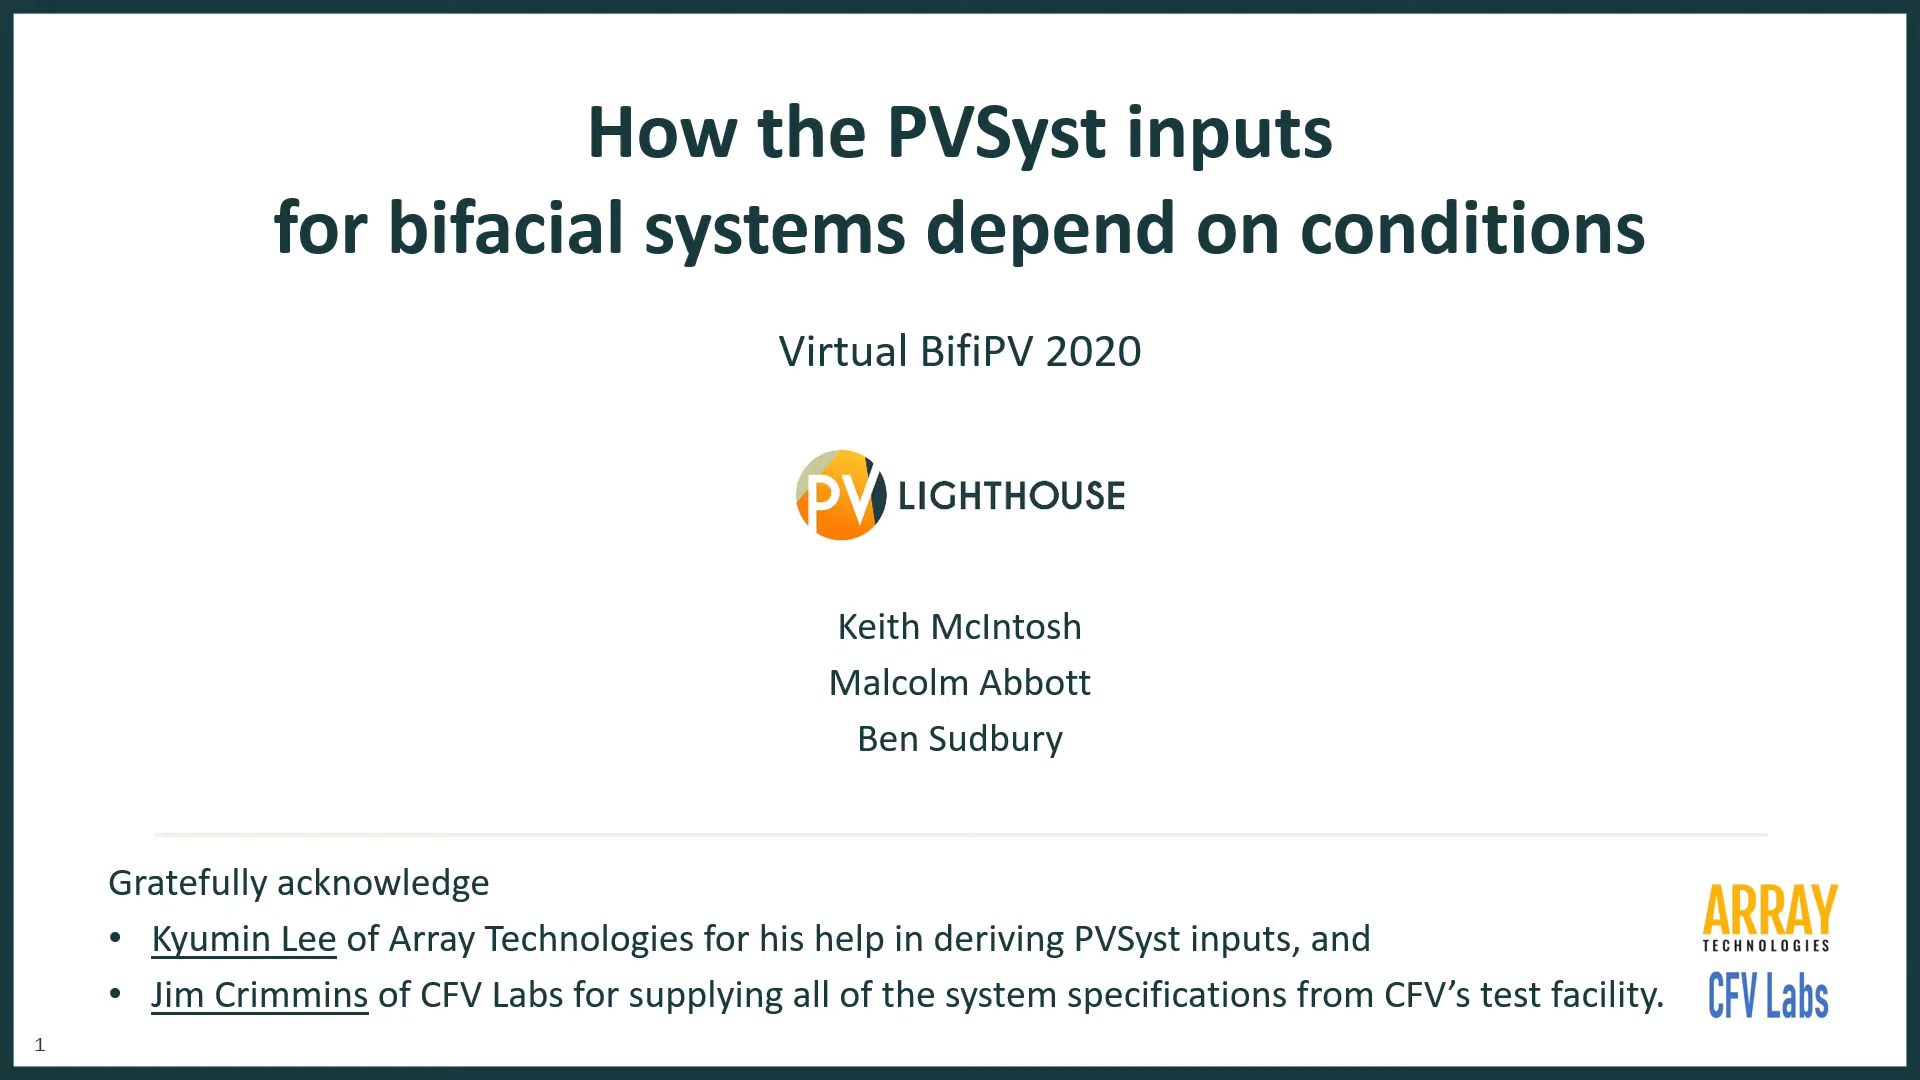 How the PVSyst inputs
for bifacial systems depend on conditions
Virtual BifiPV 2020
PV LIGHTHOUSE
Keith McIntosh
Malcolm Abbott
Ben Sudbury
Gratefully acknowledge
• Kyumin Lee of Array Technologies for his help in deriving PVSyst inputs, and
• Jim Crimmins of CFV Labs for supplying all of the system specifications from CFV’s test facility.
ARRAY
TECHNOLOGIES
CFV Labs
1